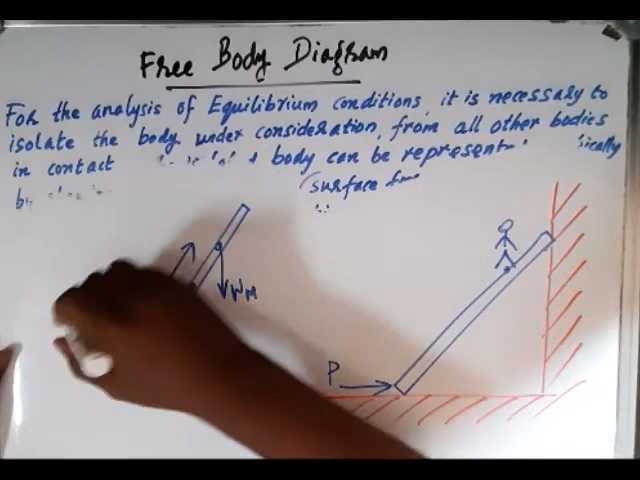 Free Body Diagram
For the analysis of Equilibrium conditions, it is necessary to
isolate the body under consideration, from all other bodies
in contact body can be represent
(surface
WM
P